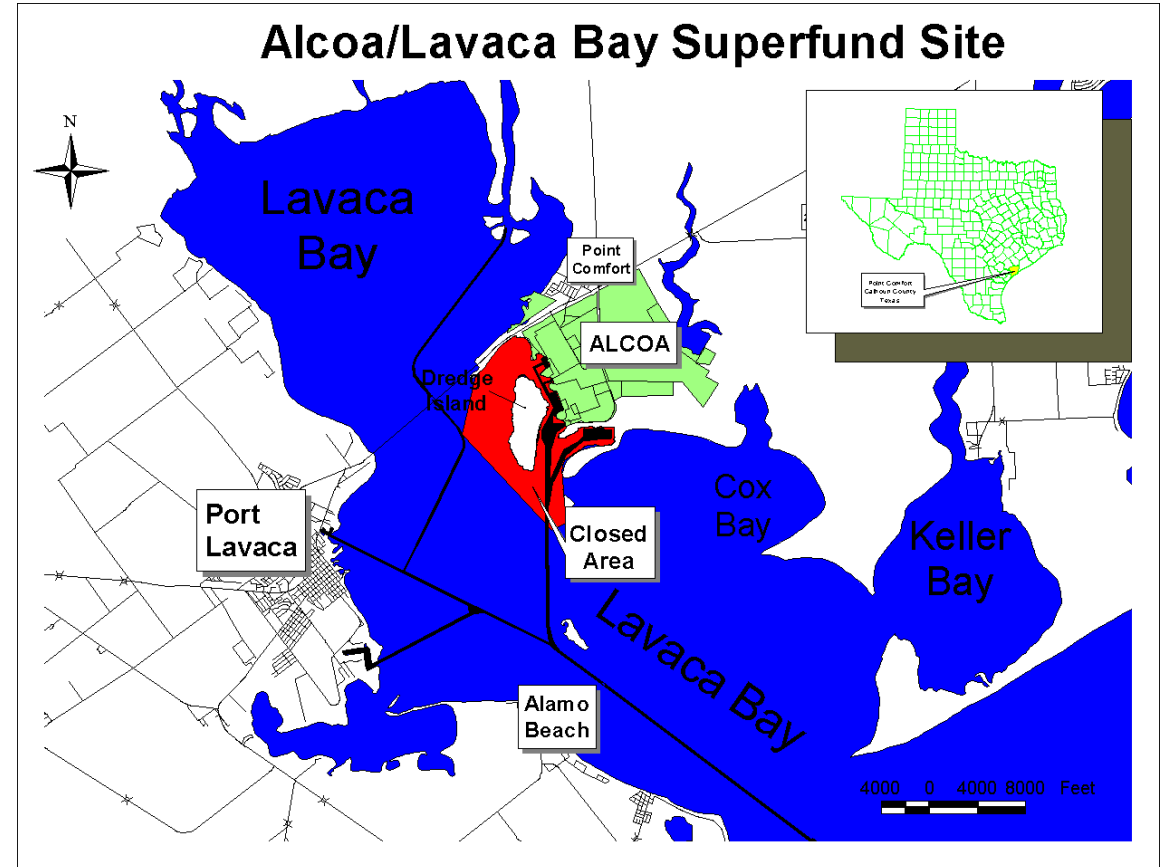 Alcoa/Lavaca Bay Superfund Site
N
Lavaca
Bay
Point
Comfort
Point Comfort
Calhoun County
Texas
ALCOA
Dredge
Island
Port
Lavaca
Closed
Area
Cox
Bay
Keller
Bay
Lavaca Bay
Alamo
Beach
4000 0 4000 8000 Feet